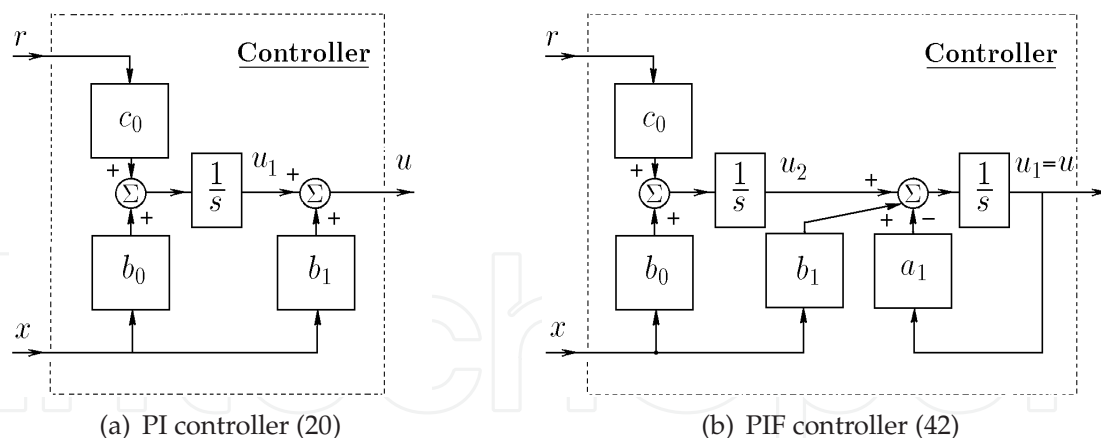 r
Controller
c₀
+
Σ
+
1/s
u₁
+
Σ
+
u
b₀
b₁
x
(a) PI controller (20)
r
Controller
c₀
+
Σ
+
1/s
u₂
+
Σ
+
−
1/s
u₁=u
b₀
b₁
a₁
x
(b) PIF controller (42)